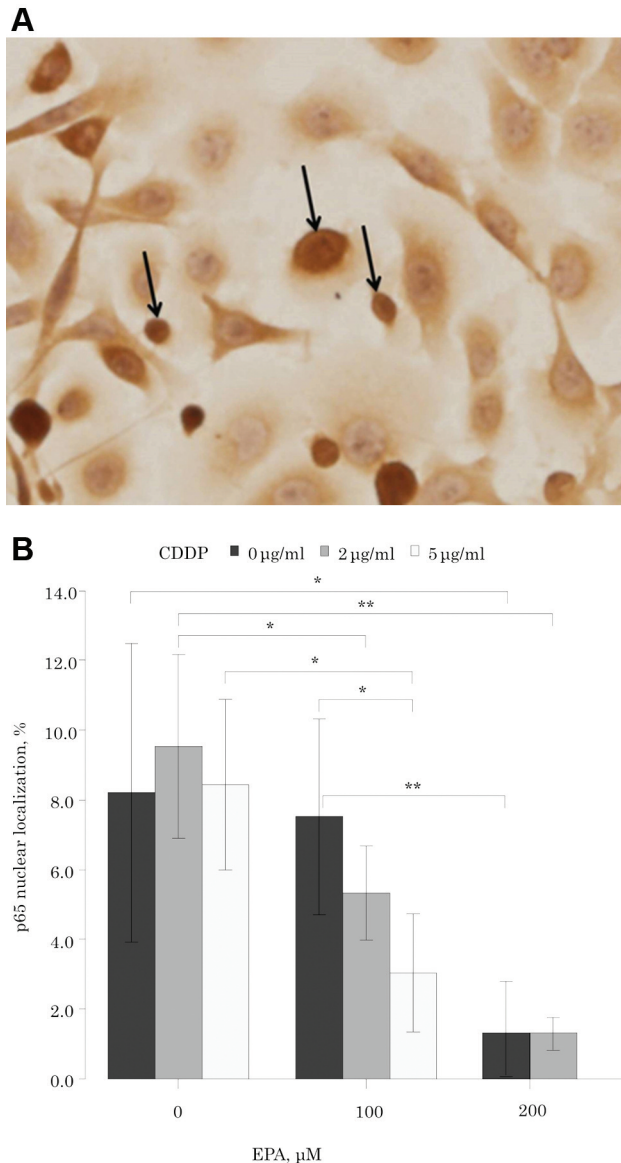 A
B
CDDP 0 µg/ml 2 µg/ml 5 µg/ml
14.0
12.0
10.0
8.0
6.0
4.0
2.0
0.0
*
**
*
*
*
**
p65 nuclear localization, %
0 100 200
EPA, µM